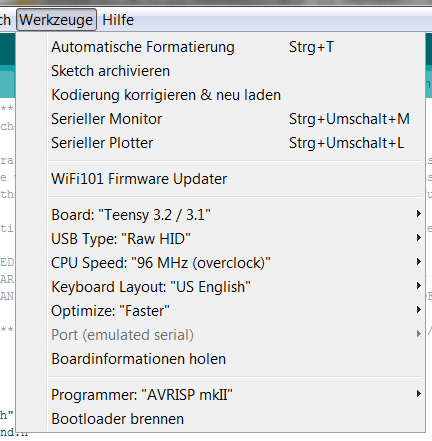 Werkzeuge Hilfe
Automatische Formatierung Strg+T
Sketch archivieren
Kodierung korrigieren & neu laden
Serieller Monitor Strg+Umschalt+M
Serieller Plotter Strg+Umschalt+L
WiFi101 Firmware Updater
Board: "Teensy 3.2 / 3.1"
USB Type: "Raw HID"
CPU Speed: "96 MHz (overclock)"
Keyboard Layout: "US English"
Optimize: "Faster"
Port (emulated serial)
Boardinformationen holen
Programmer: "AVRISP mkII"
Bootloader brennen